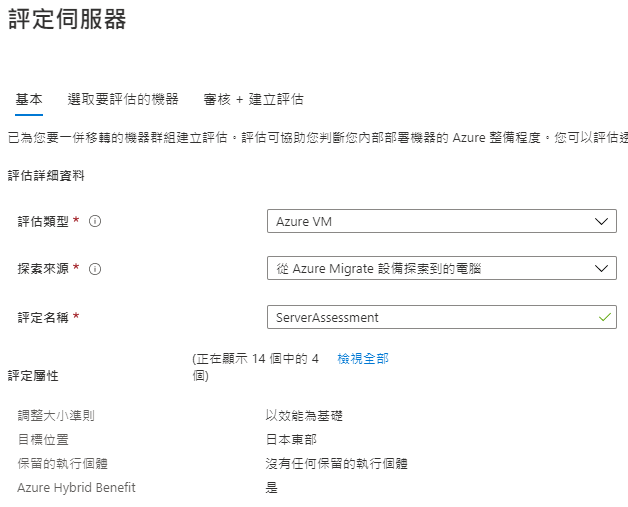 評定伺服器
基本 選取要評估的機器 審核 + 建立評估
已為您要一併移轉的機器群組建立評估。評估可協助您判斷您內部部署機器的 Azure 整備程度。您可以評估透
評估詳細資料
評估類型 *
Azure VM
探索來源 *
從 Azure Migrate 設備探索到的電腦
評定名稱 *
ServerAssessment
評定屬性
(正在顯示 14 個中的 4
個)
檢視全部
調整大小準則 以效能為基礎
目標位置 日本東部
保留的執行個體 沒有任何保留的執行個體
Azure Hybrid Benefit 是